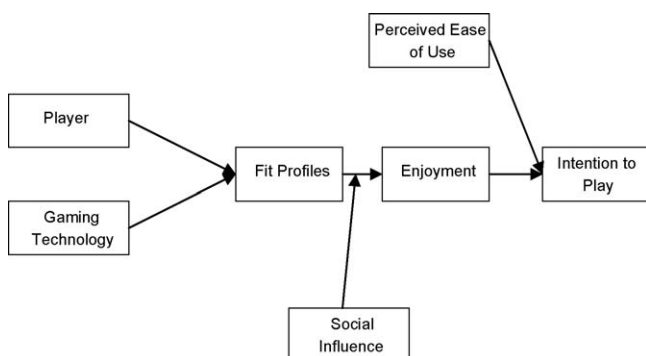 Perceived Ease
of Use
Player
Fit Profiles
Enjoyment
Intention to
Play
Gaming
Technology
Social
Influence